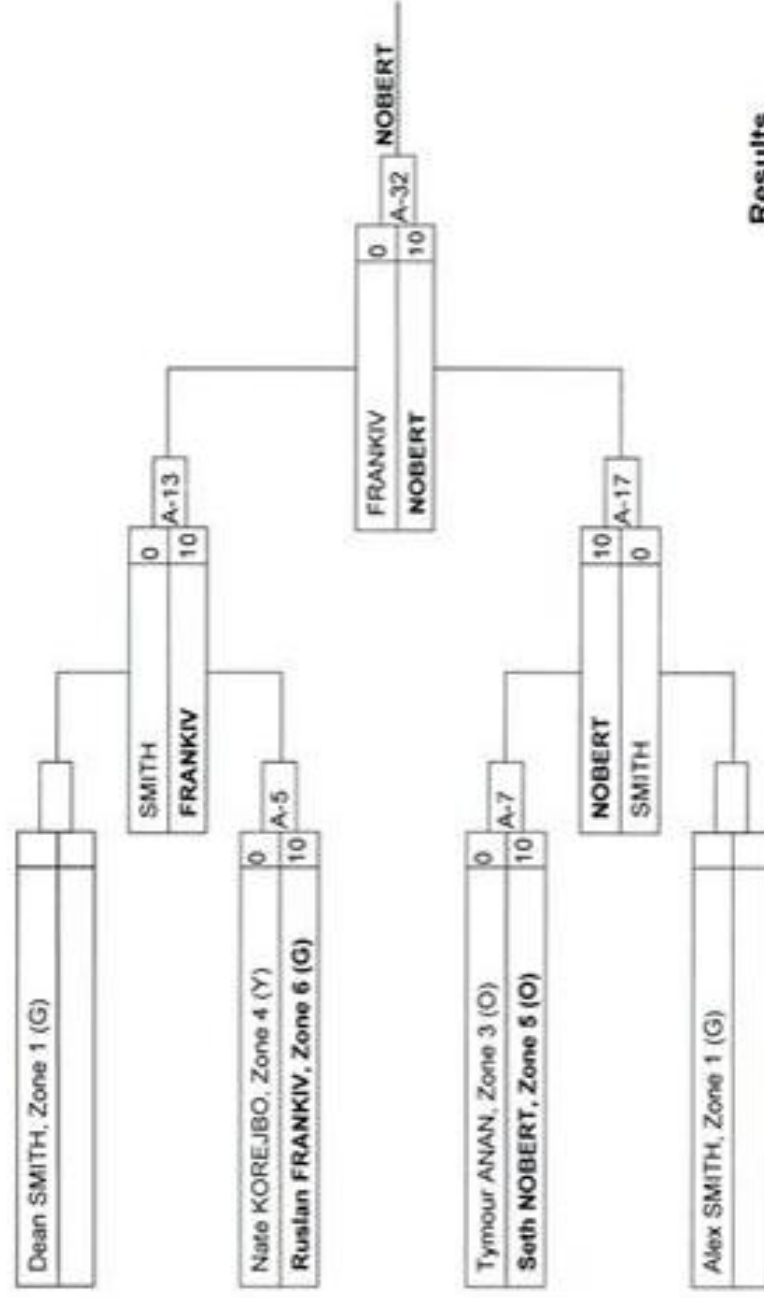 Dean SMITH, Zone 1 (G)
Nate KOREJBO, Zone 4 (Y) 0
Ruslan FRANKIV, Zone 6 (G) 10
A-5
Tymour ANAN, Zone 3 (O) 0
Seth NOBERT, Zone 5 (O) 10
A-7
Alex SMITH, Zone 1 (G)
SMITH 0
FRANKIV 10
A-13
NOBERT 10
SMITH 0
A-17
FRANKIV 0
NOBERT 10
A-32
NOBERT
Results